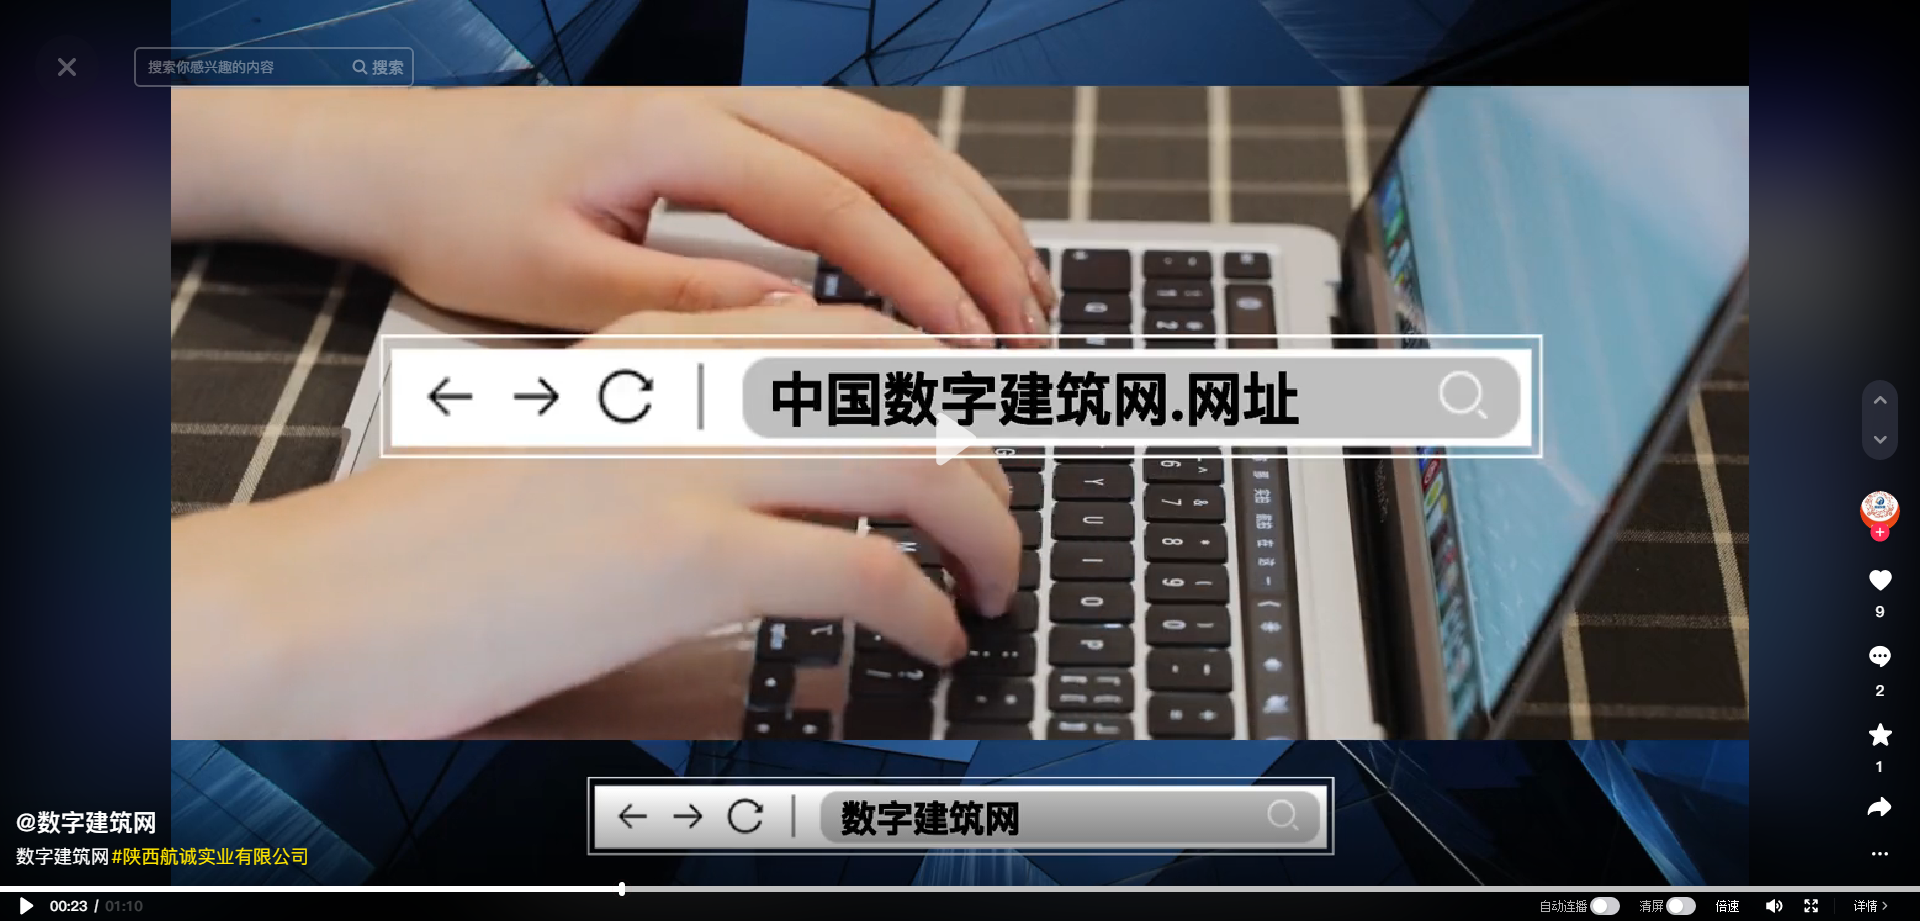 搜索你感兴趣的内容
搜索
中国数字建筑网.网址
数字建筑网
@数字建筑网
数字建筑网#陕西航诚实业有限公司
9
2
1
00:23 / 01:10
自动连播
清屏
倍速
详情